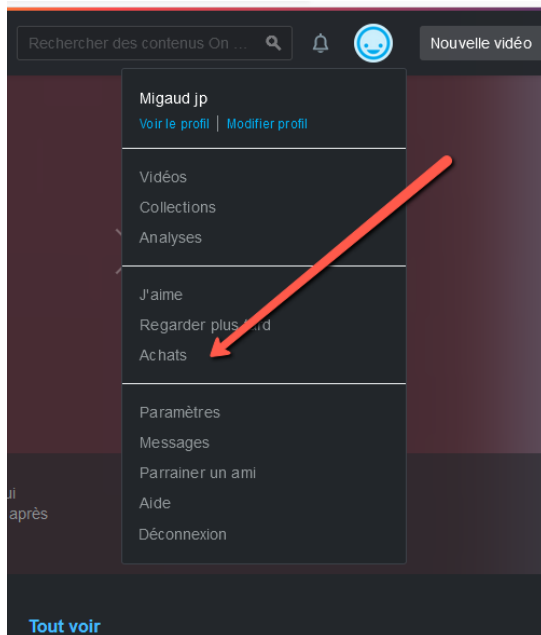 Rechercher des contenus On ...
Nouvelle vidéo
Migaud jp
Voir le profil | Modifier profil
Vidéos
Collections
Analyses
J'aime
Regarder plus
Achats
Paramètres
Messages
Parrainer un ami
Aide
Déconnexion
ui
après
Tout voir